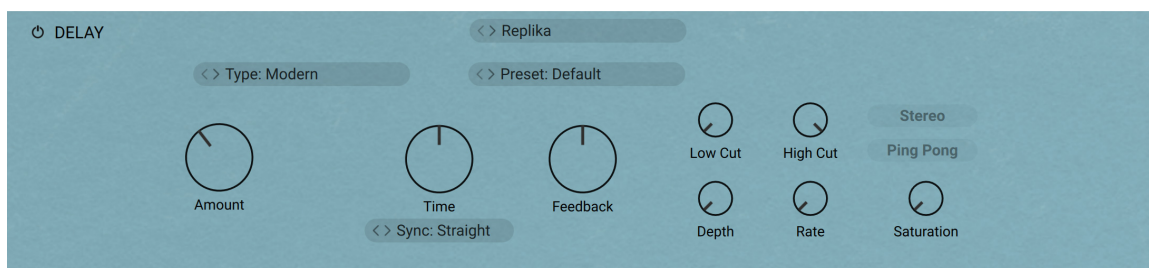 DELAY
Replika
Type: Modern
Preset: Default
Stereo
Low Cut
High Cut
Ping Pong
Amount
Time
Feedback
Sync: Straight
Depth
Rate
Saturation